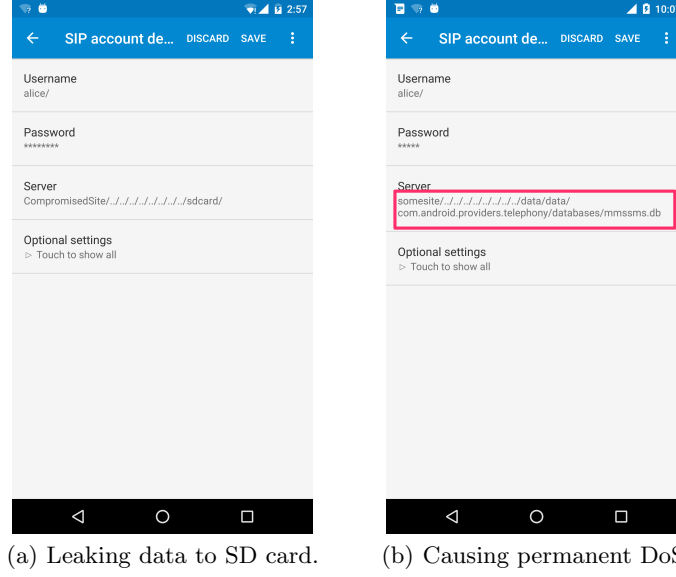 2:57
SIP account de... DISCARD SAVE
Username
alice/
Password
********
Server
CompromisedSite/../../../../../../../../sdcard/
Optional settings
▷ Touch to show all
(a) Leaking data to SD card.
10:0
SIP account de... DISCARD SAVE
Username
alice/
Password
*****
Server
somesite/../../../../../../../../data/data/
com.android.providers.telephony/databases/mmssms.db
Optional settings
▷ Touch to show all
(b) Causing permanent DoS